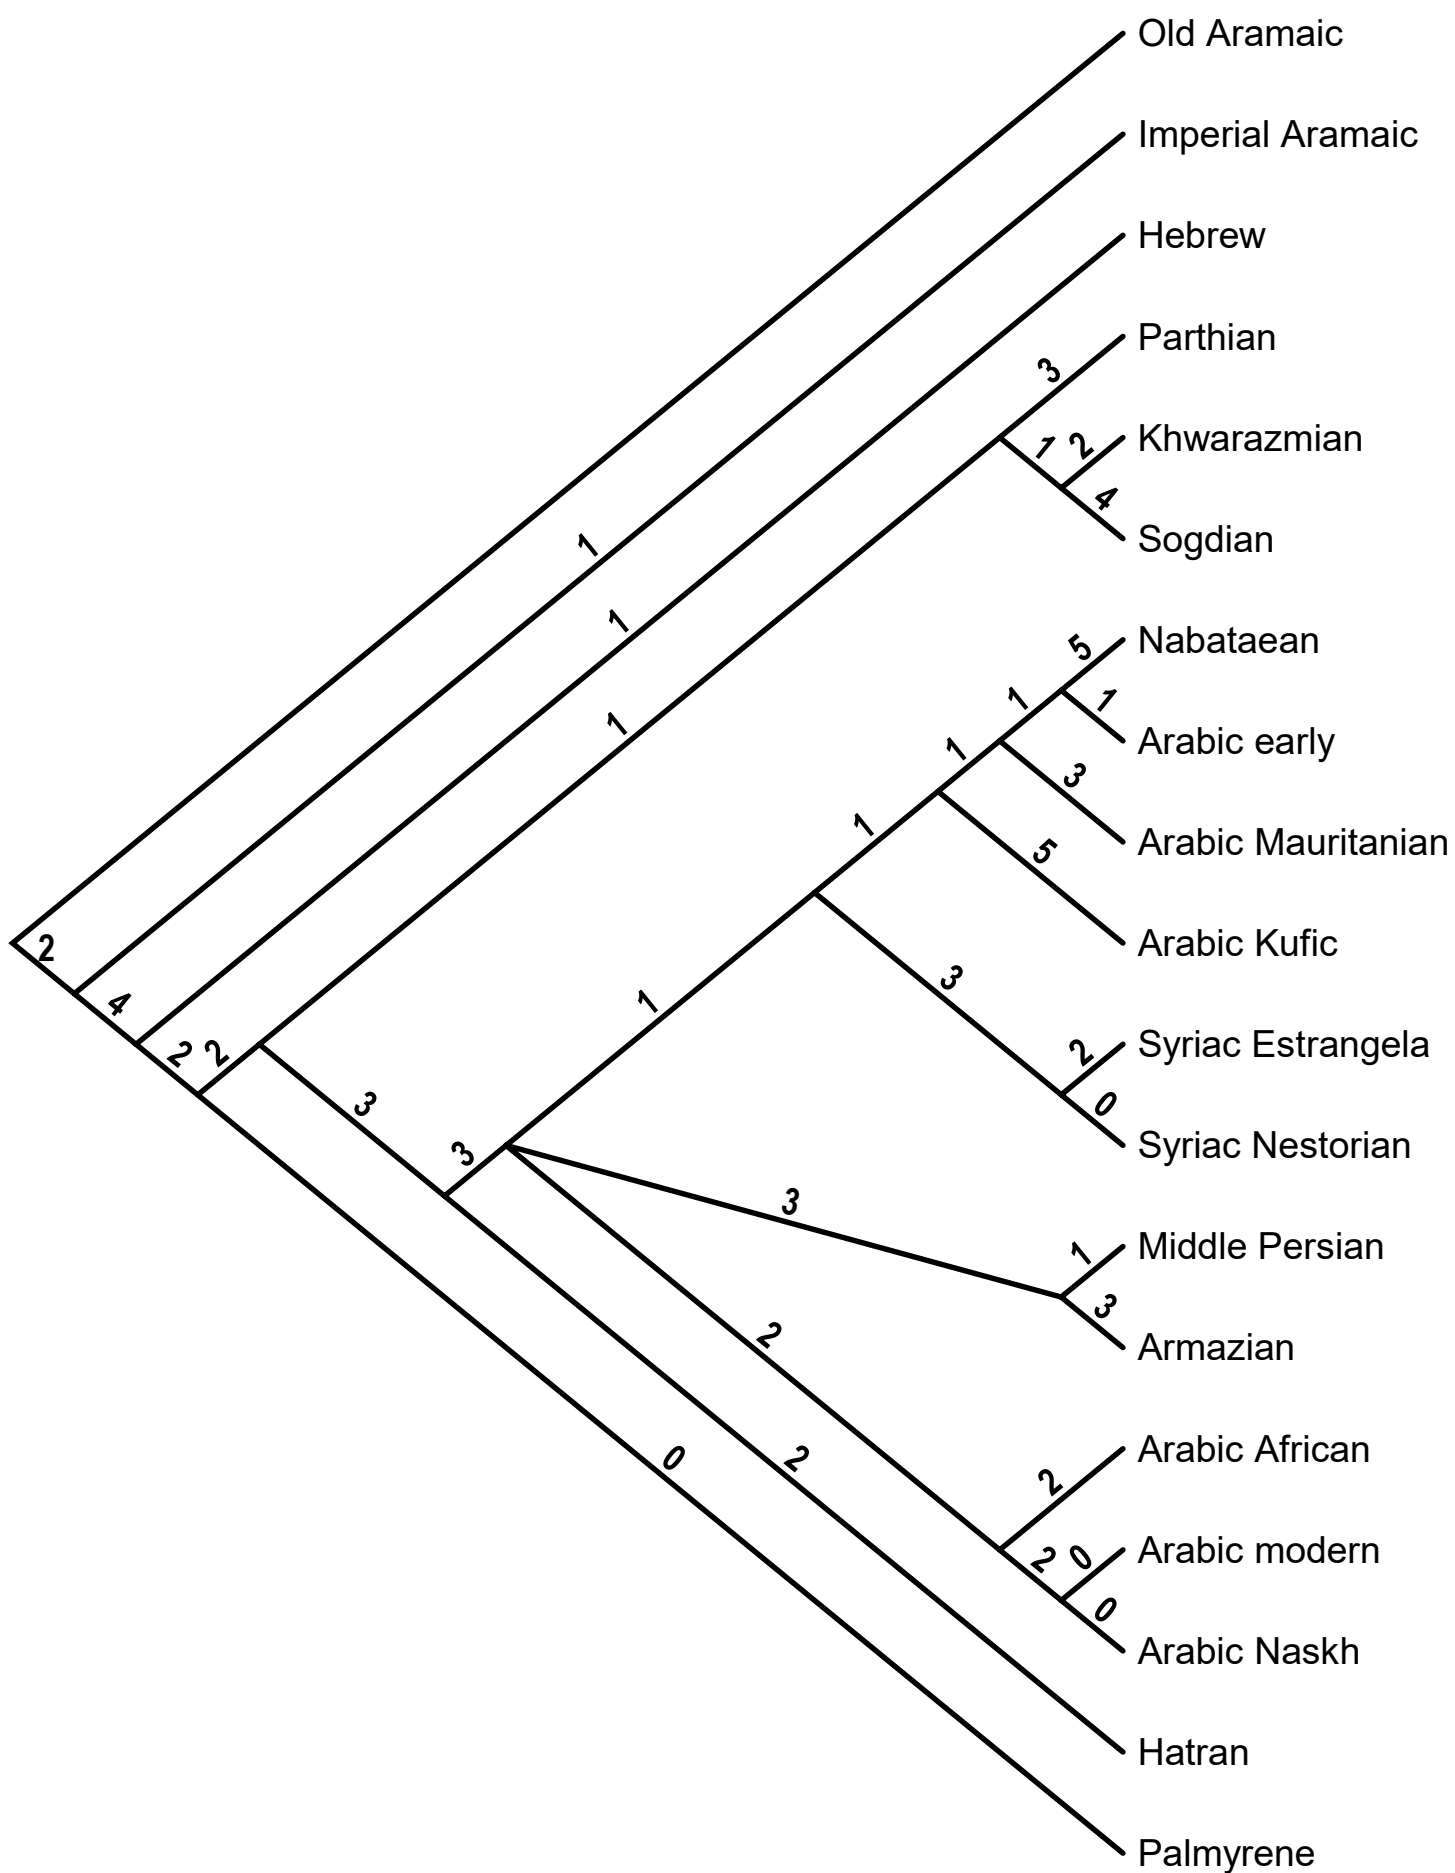 Old Aramaic
Imperial Aramaic
Hebrew
Parthian
3
Khwarazmian
1 2
4
Sogdian
1
1
Nabataean
5
1
1
1
Arabic early
1
3
1
Arabic Mauritanian
5
Arabic Kufic
2
3
4
1
Syriac Estrangela
2
2 2
0
3
Syriac Nestorian
3
3
Middle Persian
1
3
2
Armazian
Arabic African
0
2
2
Arabic modern
2 0
0
Arabic Naskh
Hatran
Palmyrene